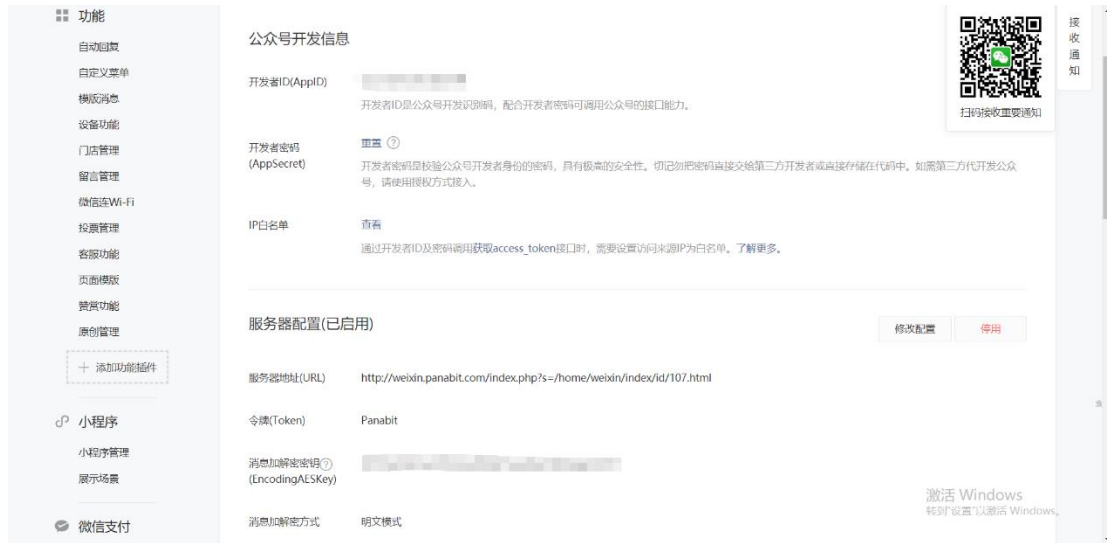 功能
自动回复
自定义菜单
模版消息
设备功能
门店管理
留言管理
微信连Wi-Fi
投票管理
客服功能
页面模版
赞赏功能
原创管理
添加功能插件
小程序
小程序管理
展示场景
微信支付
公众号开发信息
开发者ID(AppID)
开发者ID是公众号开发识别码，配合开发者密码可调用公众号的接口能力。
开发者密码
(AppSecret)
重置
开发者密码是校验公众号开发者身份的密码，具有极高的安全性。切记勿把密码直接交给第三方开发者或直接存储在代码中。如需第三方代开发公众
号，请使用授权方式接入。
IP白名单
查看
通过开发者ID及密码调用获取access_token接口时，需要设置访问来源IP为白名单。了解更多。
服务器配置(已启用)
修改配置
停用
服务器地址(URL)
http://weixin.panabit.com/index.php?s=/home/weixin/index/id/107.html
令牌(Token)
Panabit
消息加解密密钥
(EncodingAESKey)
消息加解密方式
明文模式
扫码接收重要通知
接收通知
激活 Windows
转到"设置"以激活 Windows。